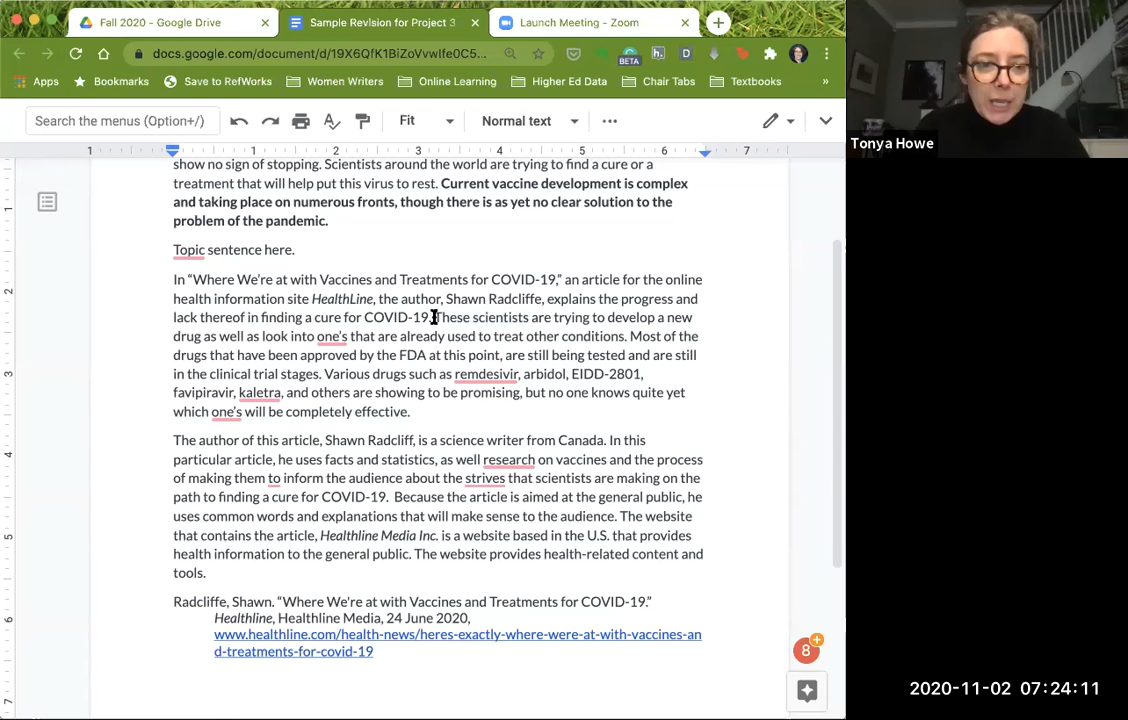 Fall 2020 - Google Drive
Sample Revision for Project 3
Launch Meeting - Zoom
docs.google.com/document/d/19X6QfK1BiZoVvwIfe0C5...
BETA
Apps
Bookmarks
Save to RefWorks
Women Writers
Online Learning
Higher Ed Data
Chair Tabs
Textbooks
»
Search the menus (Option+/)
Fit
Normal text
Tonya Howe
1 1 2 3 4 5 6 7
show no sign of stopping. Scientists around the world are trying to find a cure or a
treatment that will help put this virus to rest. Current vaccine development is complex
and taking place on numerous fronts, though there is as yet no clear solution to the
problem of the pandemic.
Topic sentence here.
In “Where We’re at with Vaccines and Treatments for COVID-19,” an article for the online
health information site HealthLine, the author, Shawn Radcliffe, explains the progress and
lack thereof in finding a cure for COVID-19. These scientists are trying to develop a new
drug as well as look into one’s that are already used to treat other conditions. Most of the
drugs that have been approved by the FDA at this point, are still being tested and are still
in the clinical trial stages. Various drugs such as remdesivir, arbidol, EIDD-2801,
favipiravir, kaletra, and others are showing to be promising, but no one knows quite yet
which one’s will be completely effective.
The author of this article, Shawn Radcliff, is a science writer from Canada. In this
particular article, he uses facts and statistics, as well research on vaccines and the process
of making them to inform the audience about the strives that scientists are making on the
path to finding a cure for COVID-19. Because the article is aimed at the general public, he
uses common words and explanations that will make sense to the audience. The website
that contains the article, Healthline Media Inc. is a website based in the U.S. that provides
health information to the general public. The website provides health-related content and
tools.
Radcliffe, Shawn. “Where We're at with Vaccines and Treatments for COVID-19.”
Healthline, Healthline Media, 24 June 2020,
www.healthline.com/health-news/heres-exactly-where-were-at-with-vaccines-an
d-treatments-for-covid-19
1
2
3
4
5
6
7
8
2020-11-02 07:24:11